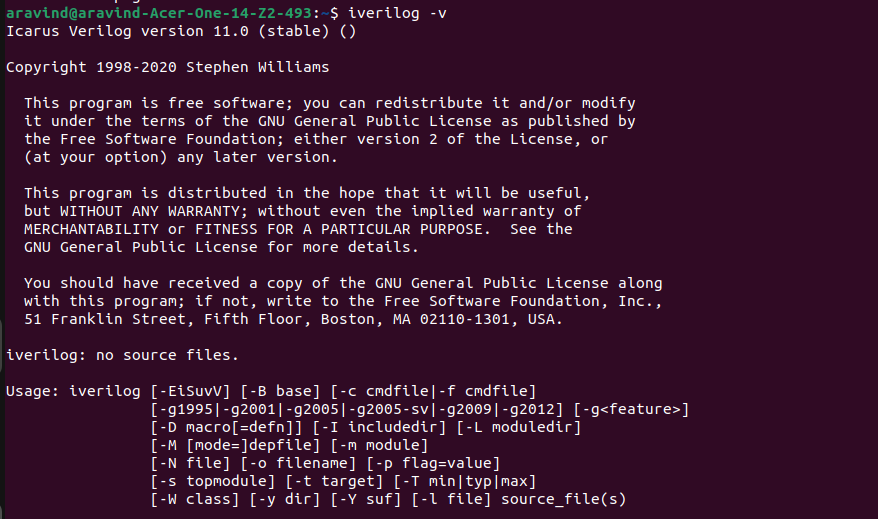 aravind@aravind-Acer-One-14-Z2-493:~$ iverilog -v
Icarus Verilog version 11.0 (stable) ()
Copyright 1998-2020 Stephen Williams
This program is free software; you can redistribute it and/or modify
it under the terms of the GNU General Public License as published by
the Free Software Foundation; either version 2 of the License, or
(at your option) any later version.
This program is distributed in the hope that it will be useful,
but WITHOUT ANY WARRANTY; without even the implied warranty of
MERCHANTABILITY or FITNESS FOR A PARTICULAR PURPOSE.  See the
GNU General Public License for more details.
You should have received a copy of the GNU General Public License along
with this program; if not, write to the Free Software Foundation, Inc.,
51 Franklin Street, Fifth Floor, Boston, MA 02110-1301, USA.
iverilog: no source files.
Usage: iverilog [-EiSuvV] [-B base] [-c cmdfile|-f cmdfile]
[-g1995|-g2001|-g2005|-g2005-sv|-g2009|-g2012] [-g<feature>]
[-D macro[=defn]] [-I includedir] [-L moduledir]
[-M [mode=]depfile] [-m module]
[-N file] [-o filename] [-p flag=value]
[-s topmodule] [-t target] [-T min|typ|max]
[-W class] [-y dir] [-Y suf] [-l file] source_file(s)